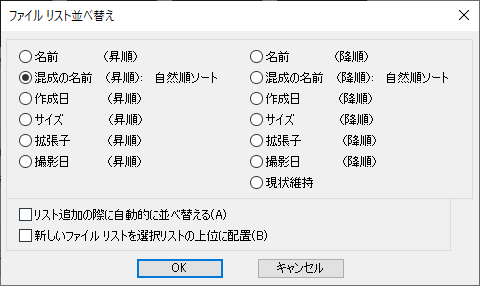 ファイル リスト並べ替え
名前 （昇順） 名前 （降順）
混成の名前 （昇順）： 自然順ソート 混成の名前 （降順）： 自然順ソート
作成日 （昇順） 作成日 （降順）
サイズ （昇順） サイズ （降順）
拡張子 （昇順） 拡張子 （降順）
撮影日 （昇順） 撮影日 （降順）
現状維持
リスト追加の際に自動的に並べ替える(A)
新しいファイル リストを選択リストの上位に配置(B)
OK キャンセル